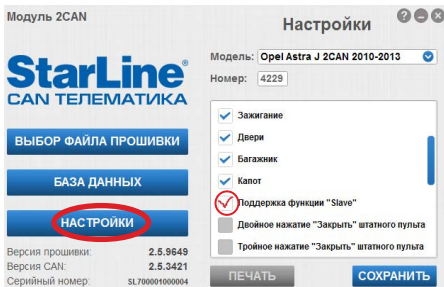 Модуль 2CAN
Настройки
StarLine®
CAN ТЕЛЕМАТИКА
ВЫБОР ФАЙЛА ПРОШИВКИ
БАЗА ДАННЫХ
НАСТРОЙКИ
Версия прошивки: 2.5.9649
Версия CAN: 2.5.3421
Серийный номер: SL700001000004
Модель: Opel Astra J 2CAN 2010-2013
Номер: 4229
Зажигание
Двери
Багажник
Капот
Поддержка функции "Slave"
Двойное нажатие "Закрыть" штатного пульта
Тройное нажатие "Закрыть" штатного пульта
ПЕЧАТЬ
СОХРАНИТЬ